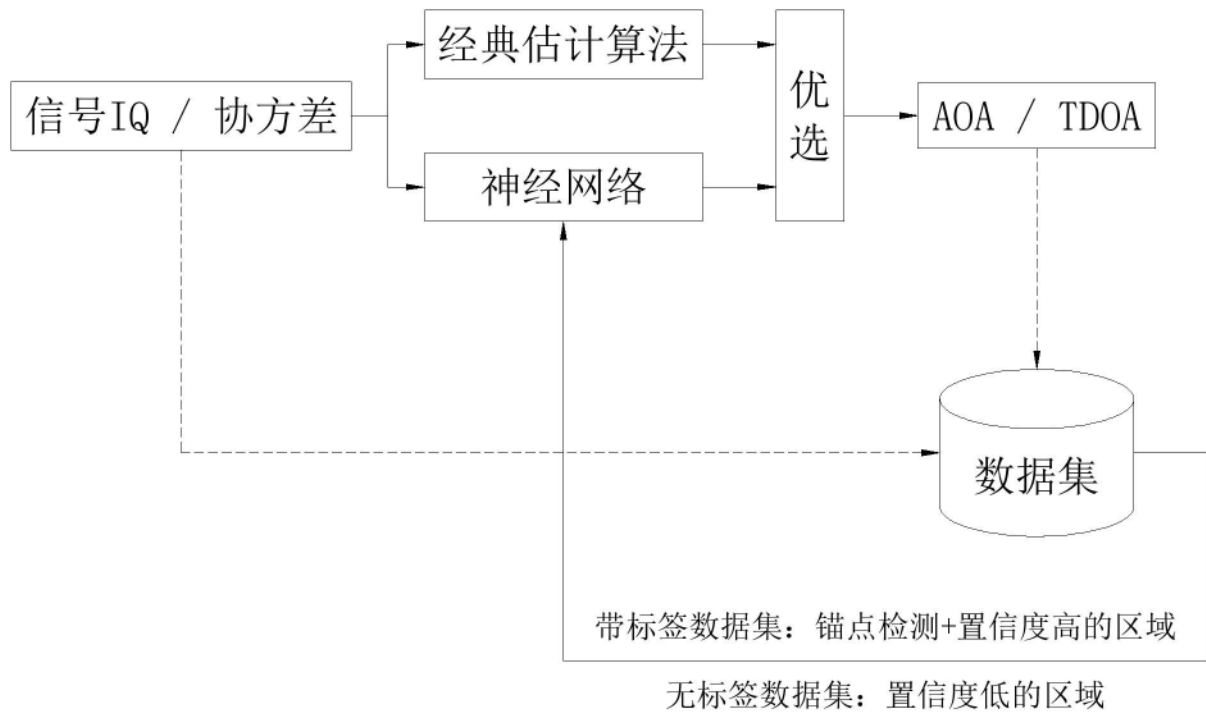 经典估计算法
信号IQ / 协方差
优选
AOA / TDOA
神经网络
数据集
带标签数据集：锚点检测+置信度高的区域
无标签数据集：置信度低的区域